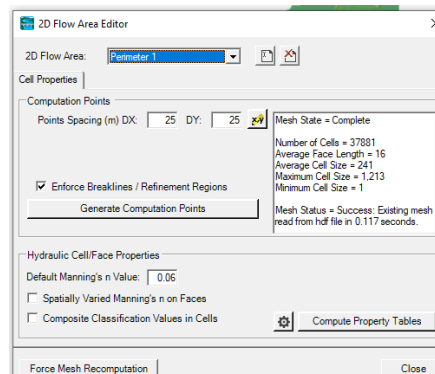 2D Flow Area Editor
2D Flow Area: Perimeter 1
Cell Properties
Computation Points
Points Spacing (m) DX: 25 DY: 25
Mesh State = Complete
Number of Cells = 37881
Average Face Length = 16
Average Cell Size = 241
Maximum Cell Size = 1,213
Minimum Cell Size = 1
Mesh Status = Success: Existing mesh
read from hdf file in 0.117 seconds.
Enforce Breaklines / Refinement Regions
Generate Computation Points
Hydraulic Cell/Face Properties
Default Manning's n Value: 0.06
Spatially Varied Manning's n on Faces
Composite Classification Values in Cells
Compute Property Tables
Force Mesh Recomputation
Close